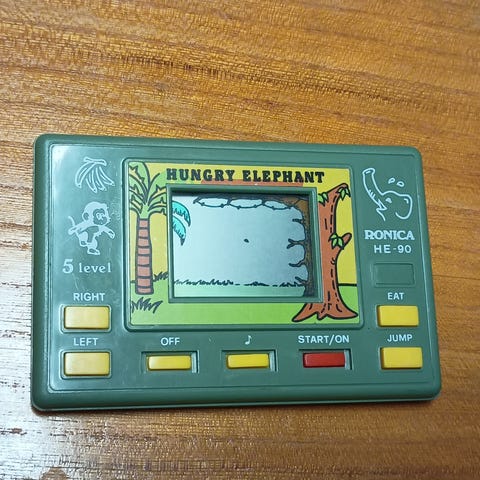 HUNGRY ELEPHANT
RONICA
HE-90
5 level
RIGHT
EAT
LEFT
OFF
♪
START/ON
JUMP